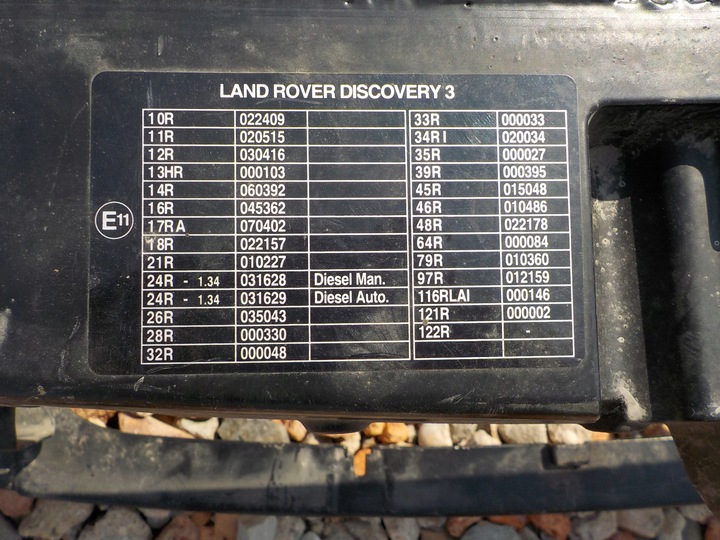 LAND ROVER DISCOVERY 3
10R 022409 33R 000033
11R 020515 34R I 020034
12R 030416 35R 000027
13HR 000103 39R 000395
14R 060392 45R 015048
16R 045362 46R 010486
17R A 070402 48R 022178
18R 022157 64R 000084
21R 010227 79R 010360
24R - 1.34 031628 Diesel Man. 97R 012159
24R - 1.34 031629 Diesel Auto. 116RLAI 000146
26R 035043 121R 000002
28R 000330 122R -
32R 000048
E11